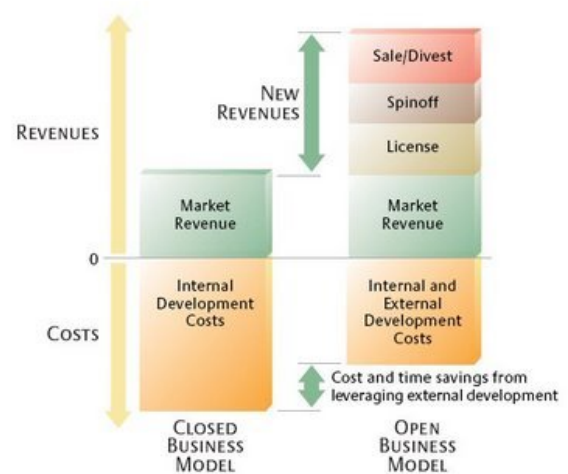 Sale/Divest
NEW
REVENUES
Spinoff
REVENUES
License
Market
Revenue
Market
Revenue
0
Internal
Development
Costs
Internal and
External
Development
Costs
COSTS
Cost and time savings from
leveraging external development
CLOSED
BUSINESS
MODEL
OPEN
BUSINESS
MODEL